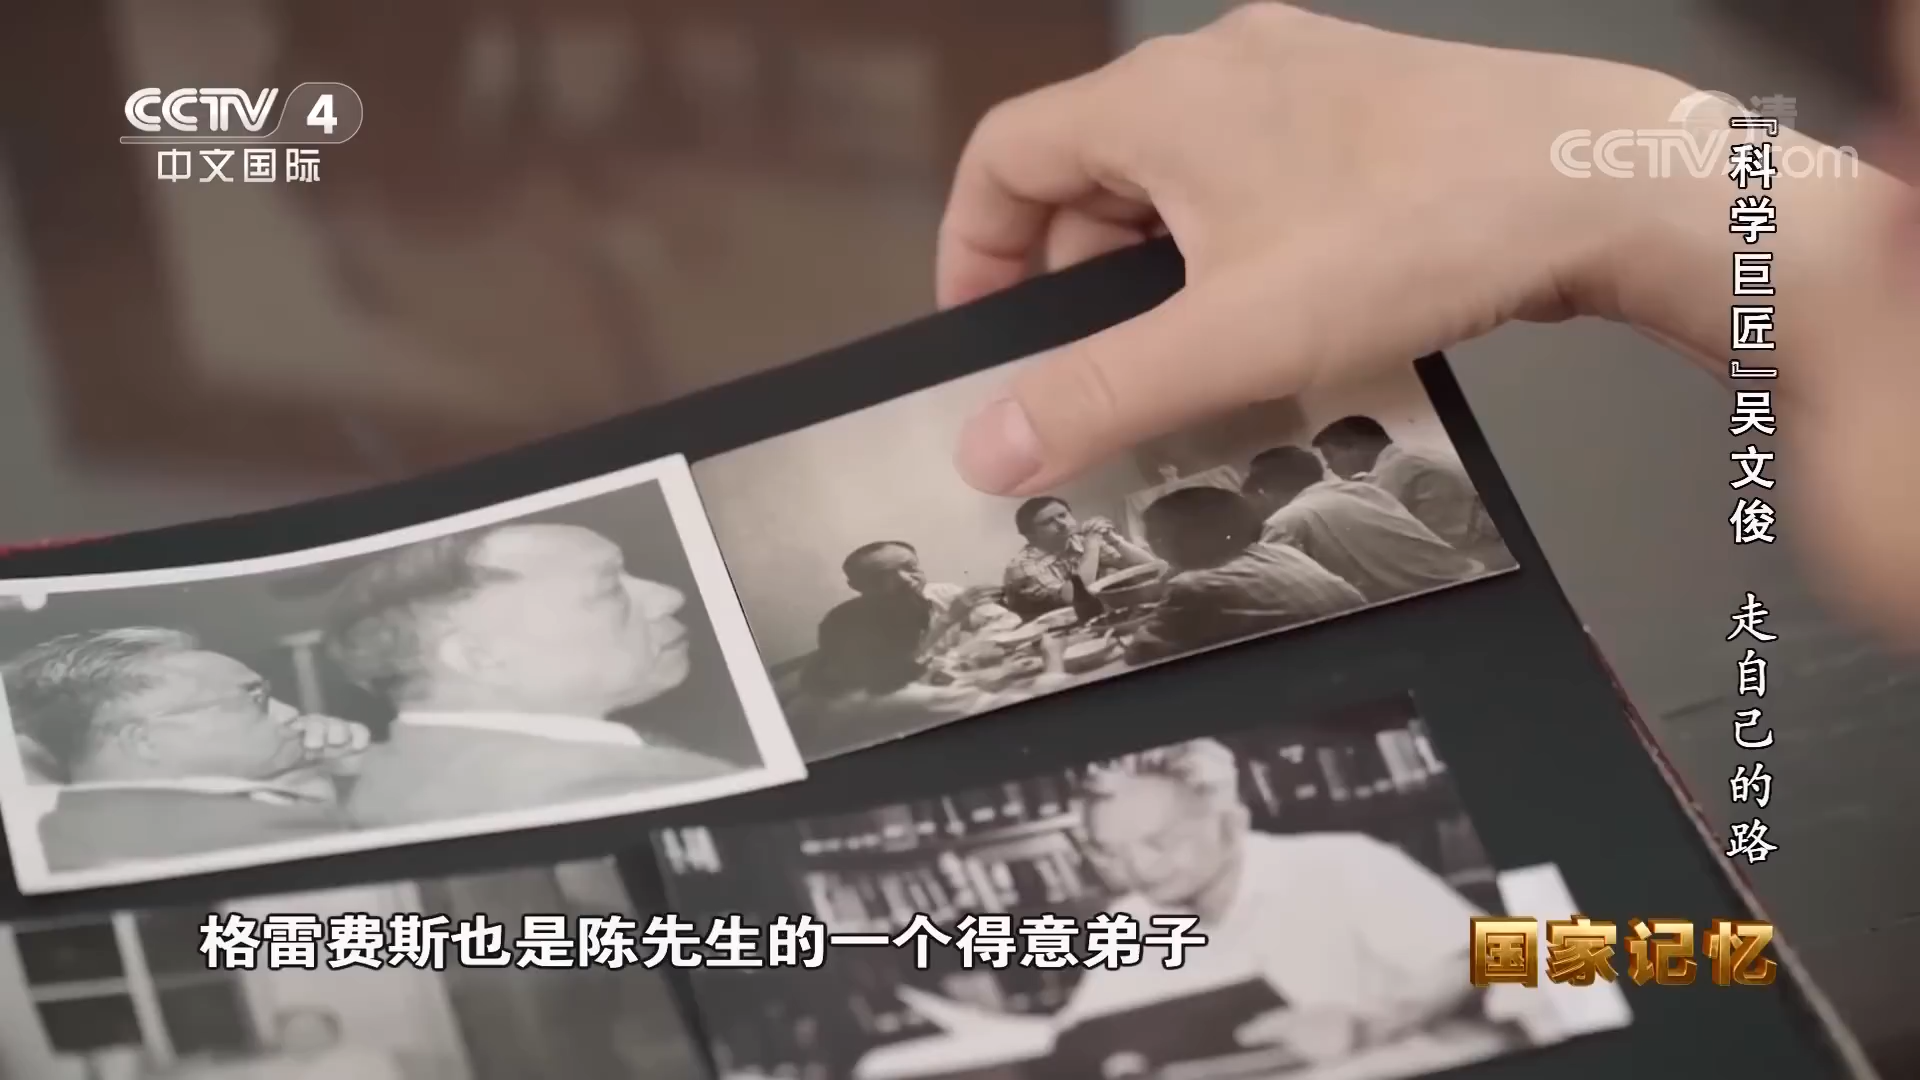 CCTV 4
中文国际
CCTV.com
『科学巨匠』吴文俊 走自己的路
格雷费斯也是陈先生的一个得意弟子
国家记忆